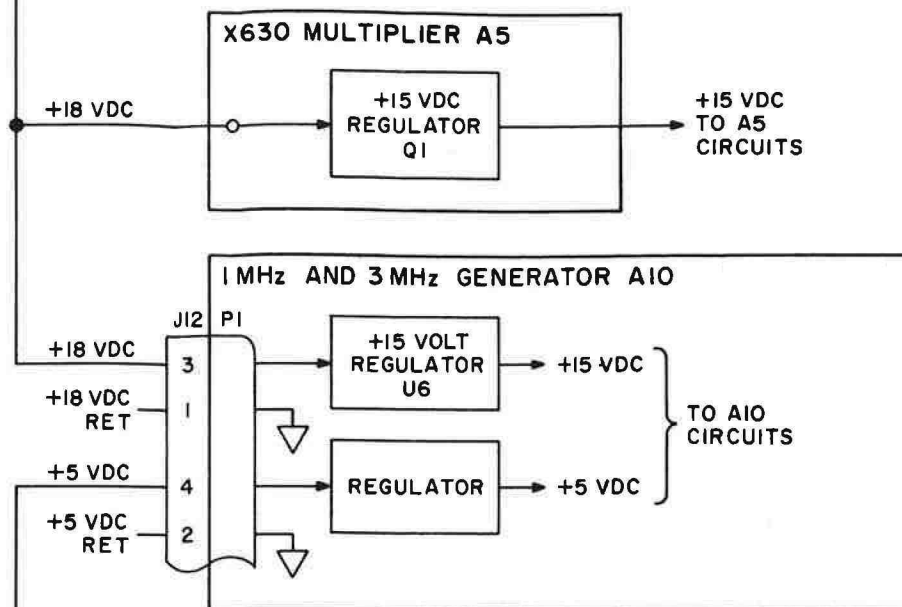 X630 MULTIPLIER A5
+18 VDC
+15 VDC
REGULATOR
Q1
+15 VDC
TO A5
CIRCUITS
1 MHz AND 3 MHz GENERATOR A10
J12 P1
+18 VDC
3
+15 VOLT
REGULATOR
U6
+15 VDC
+18 VDC
RET
1
TO A10
CIRCUITS
+5 VDC
4
REGULATOR
+5 VDC
+5 VDC
RET
2